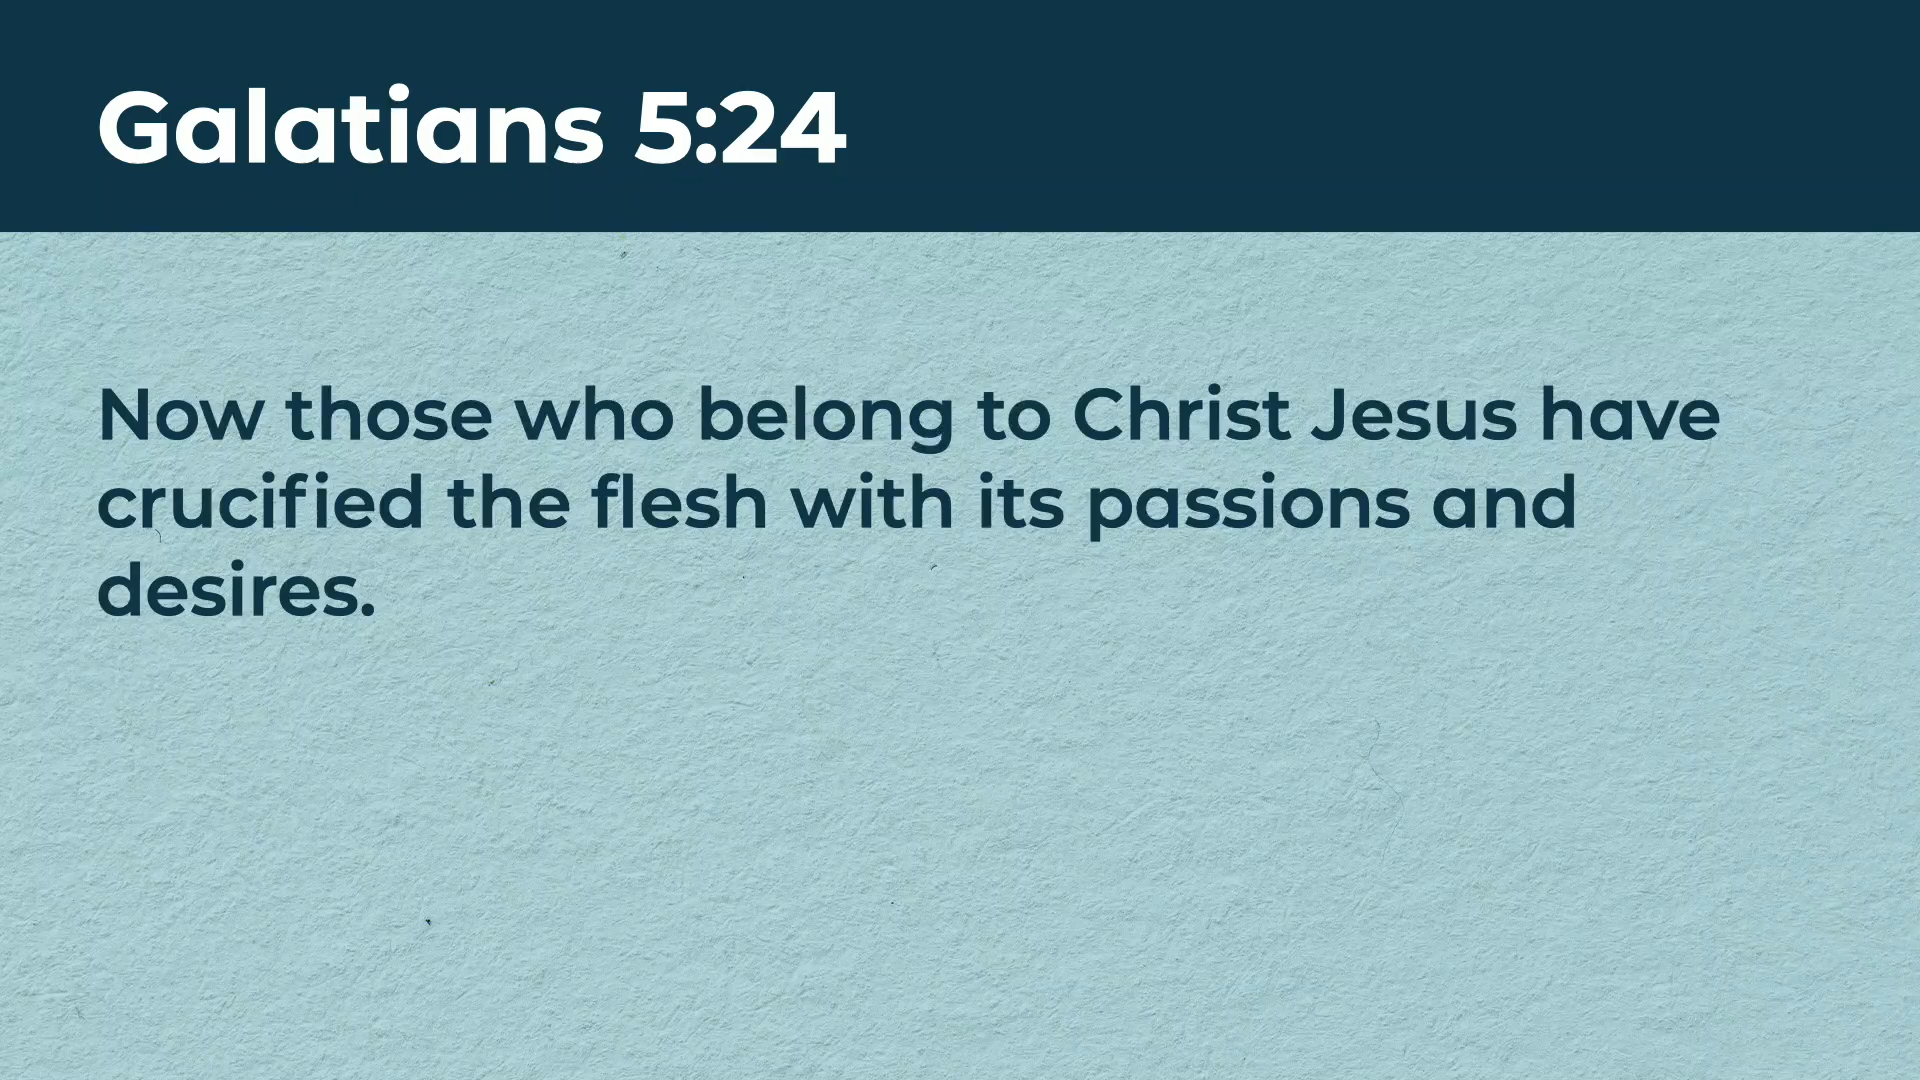 Galatians 5:24
Now those who belong to Christ Jesus have
crucified the flesh with its passions and
desires.